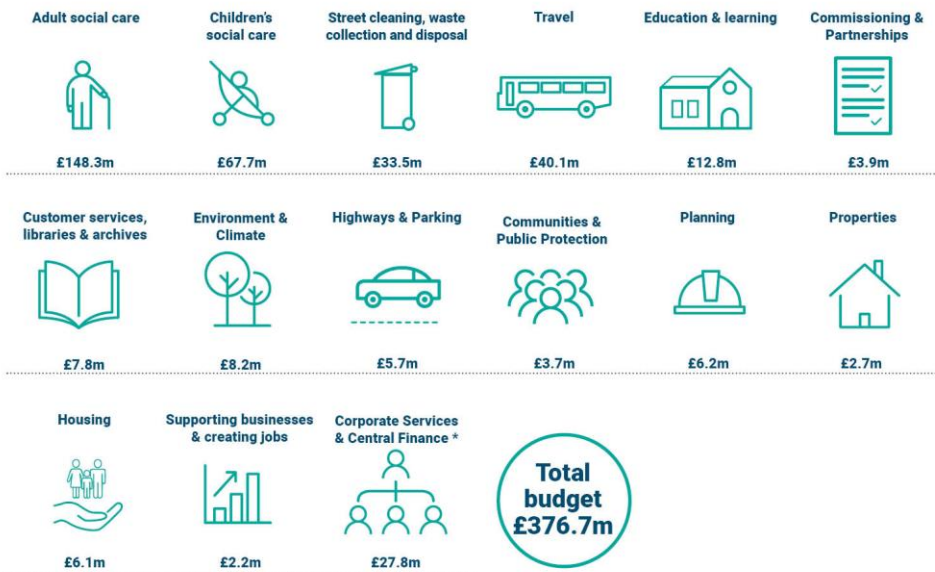 Adult social care
£148.3m
Children's
social care
£67.7m
Street cleaning, waste
collection and disposal
£33.5m
Travel
£40.1m
Education & learning
£12.8m
Commissioning &
Partnerships
£3.9m
Customer services,
libraries & archives
£7.8m
Environment &
Climate
£8.2m
Highways & Parking
£5.7m
Communities &
Public Protection
£3.7m
Planning
£6.2m
Properties
£2.7m
Housing
£6.1m
Supporting businesses
& creating jobs
£2.2m
Corporate Services
& Central Finance *
£27.8m
Total
budget
£376.7m